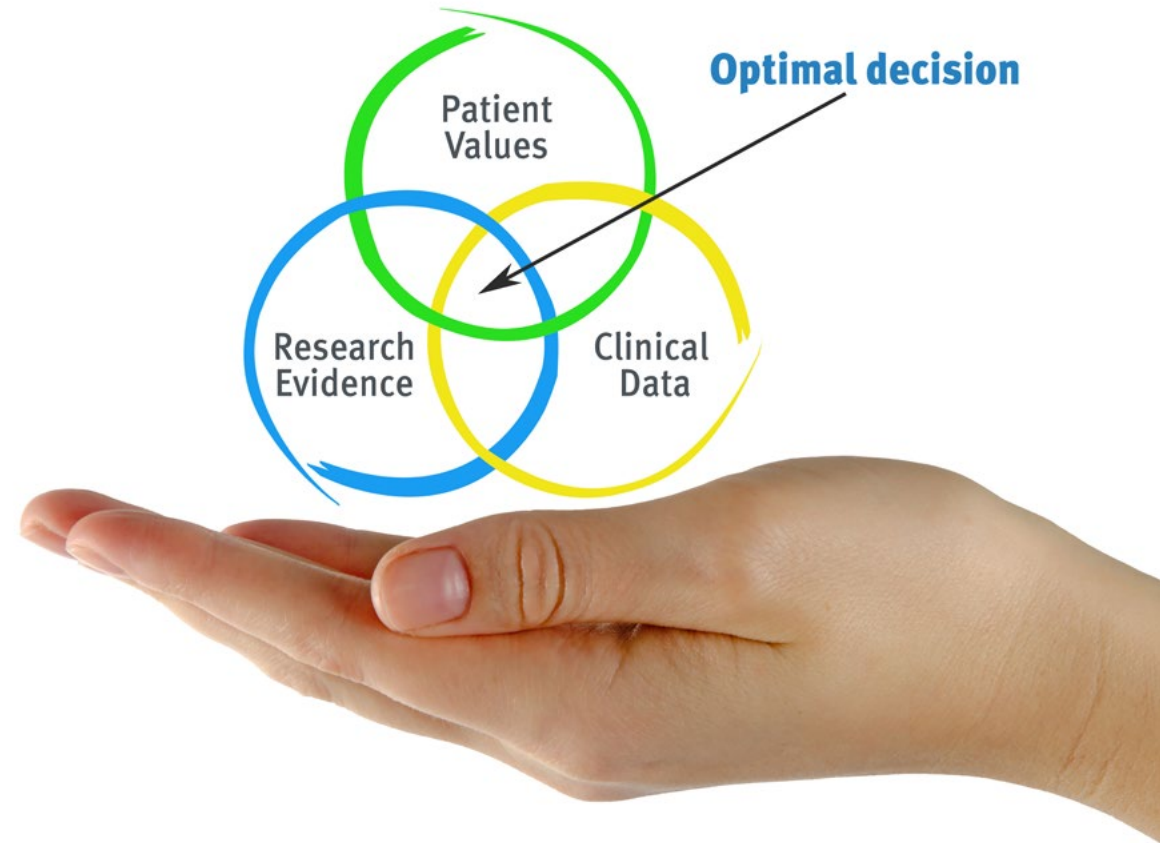 Optimal decision
Patient
Values
Research
Evidence
Clinical
Data